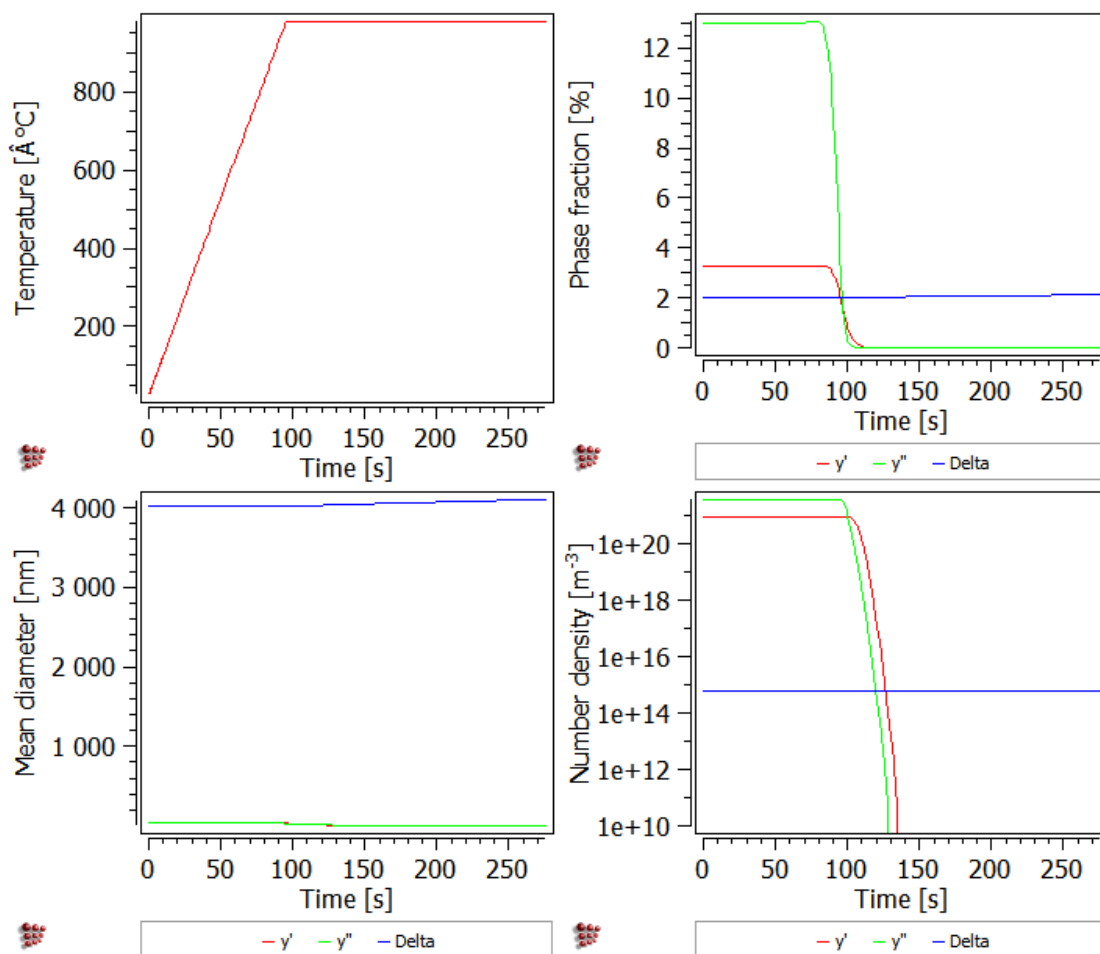 Temperature [Â°C]
800
600
400
200
0 50 100 150 200 250
Time [s]
Phase fraction [%]
12
10
8
6
4
2
0
0 50 100 150 200 250
Time [s]
y' y" Delta
Mean diameter [nm]
4 000
3 000
2 000
1 000
0 50 100 150 200 250
Time [s]
y' y" Delta
Number density [m-3]
1e+20
1e+18
1e+16
1e+14
1e+12
1e+10
0 50 100 150 200 250
Time [s]
y' y" Delta